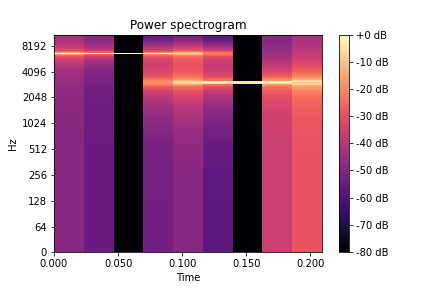 Power spectrogram
8192
4096
2048
1024
512
256
128
64
0
Hz
0.000 0.050 0.100 0.150 0.200
Time
+0 dB
-10 dB
-20 dB
-30 dB
-40 dB
-50 dB
-60 dB
-70 dB
-80 dB